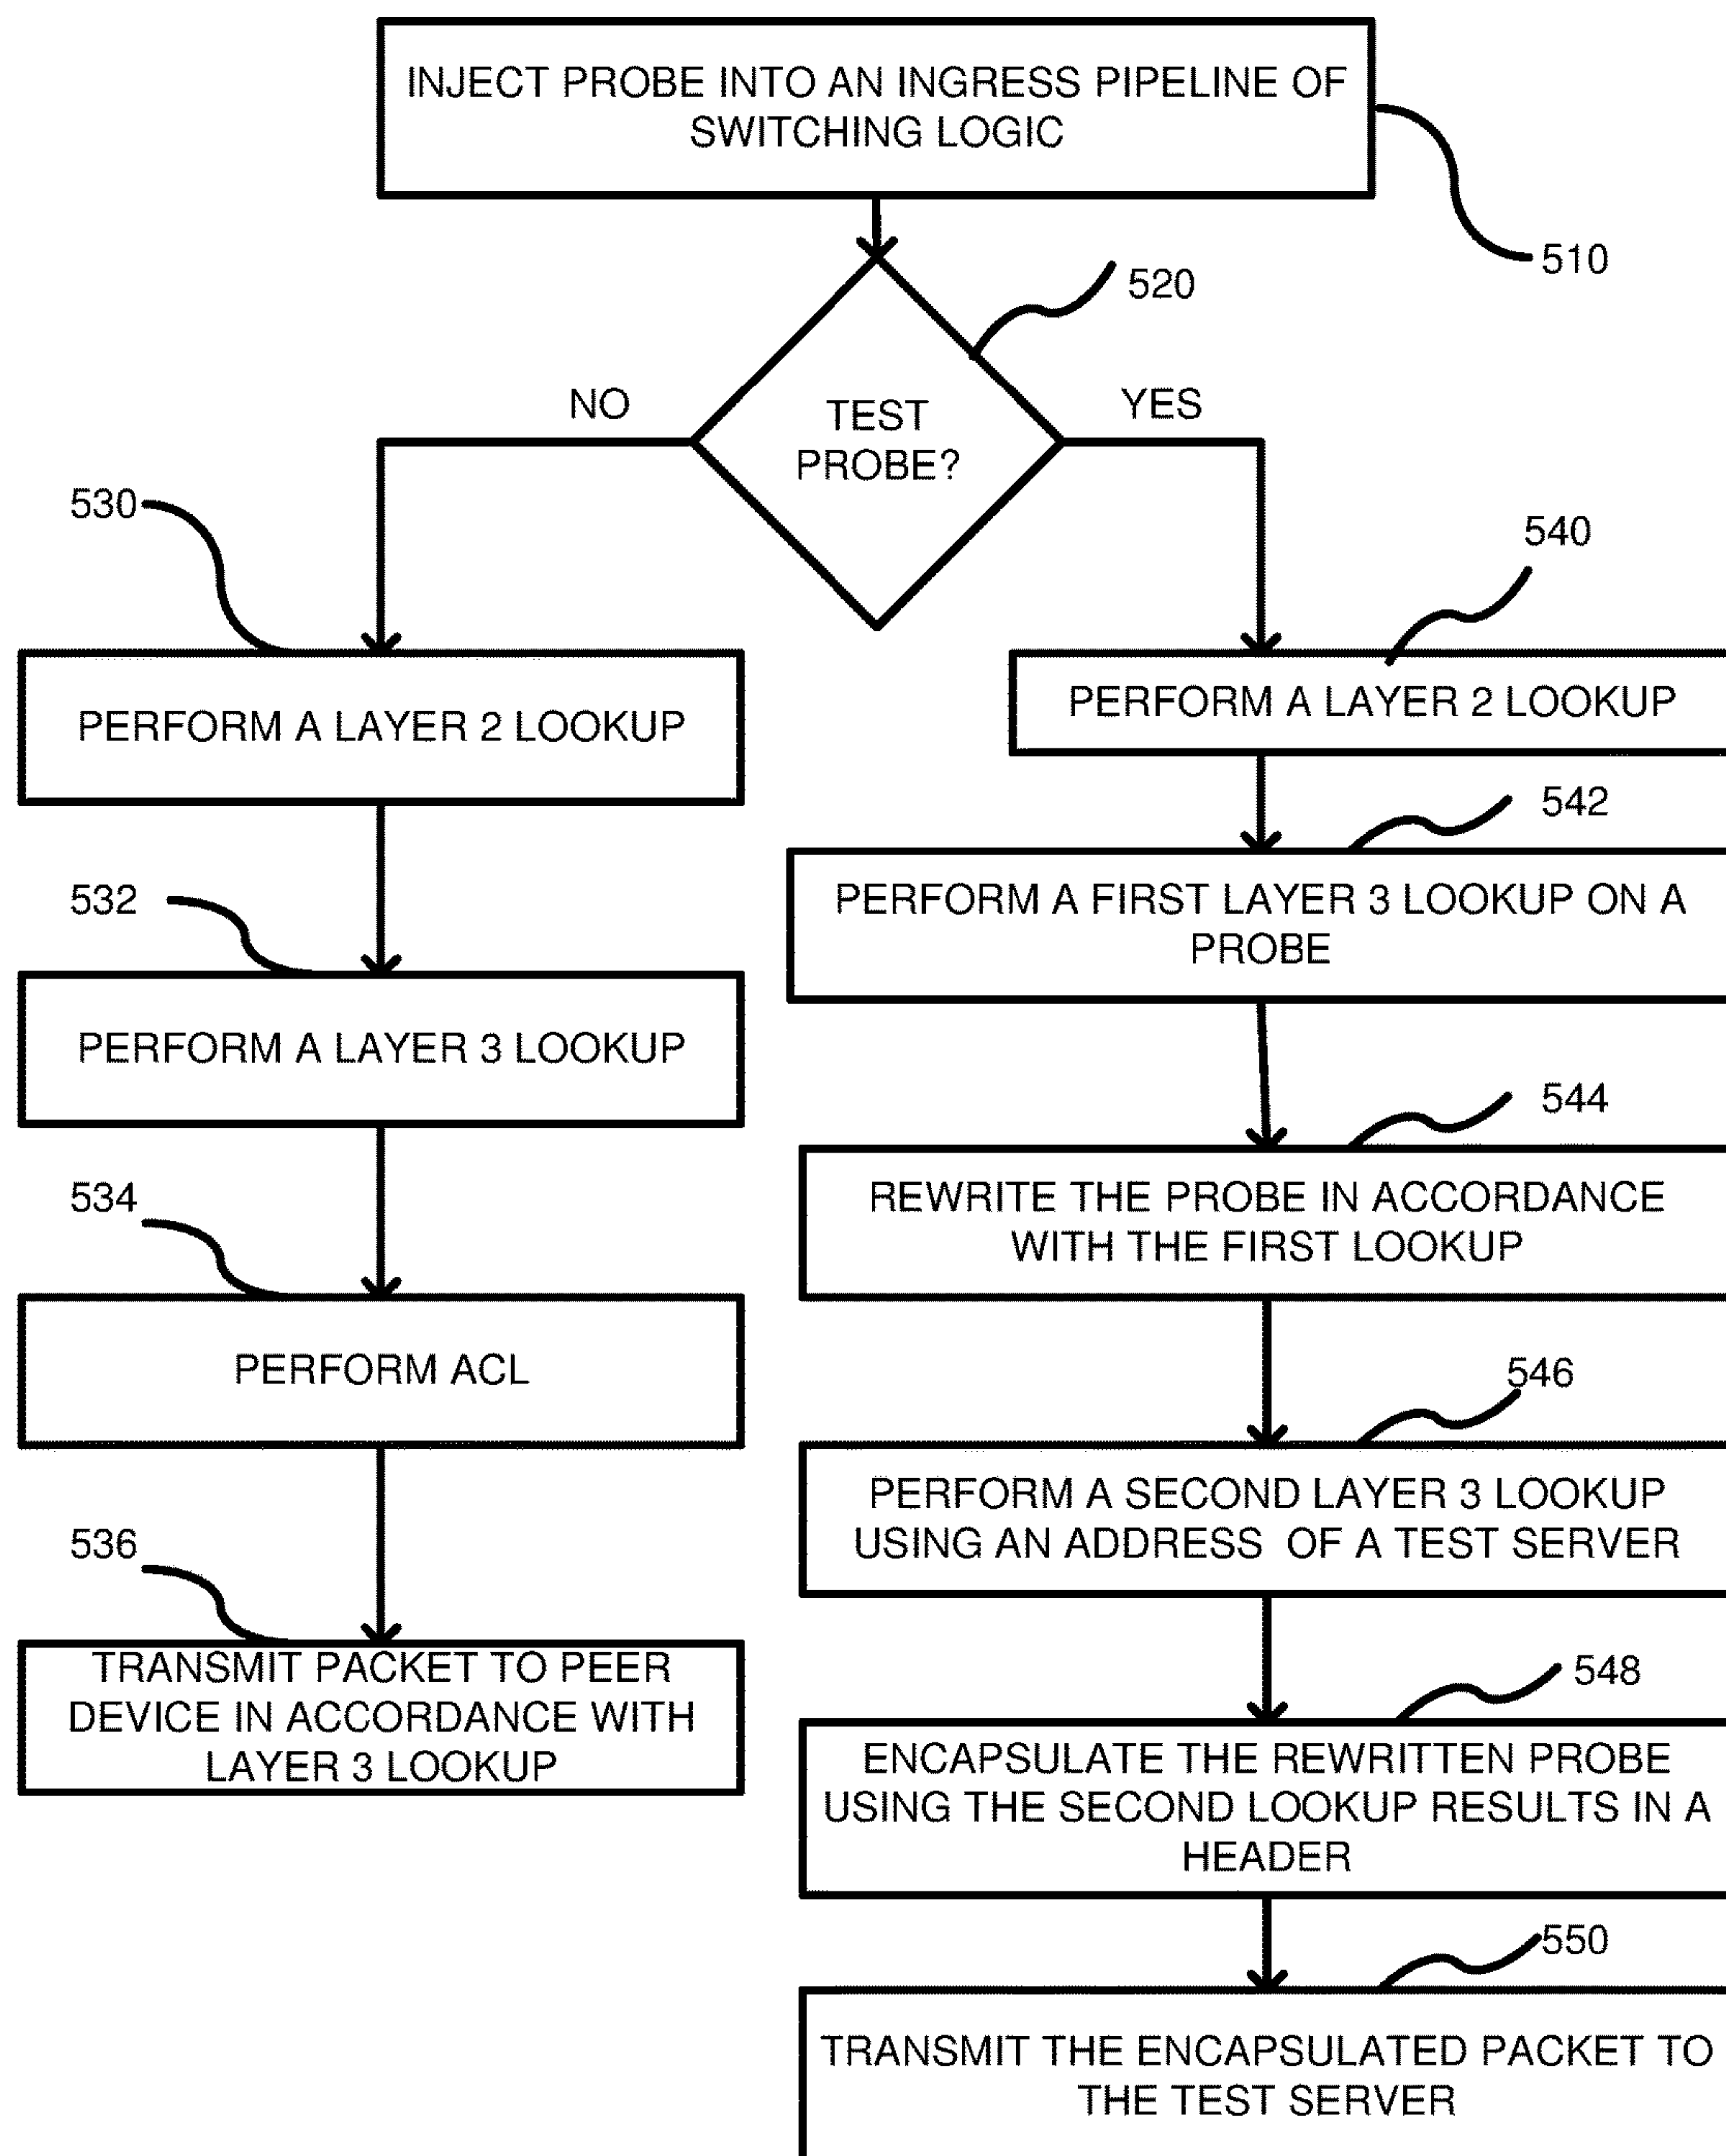 INJECT PROBE INTO AN INGRESS PIPELINE OF
SWITCHING LOGIC
510
520
TEST
PROBE?
NO
YES
530
PERFORM A LAYER 2 LOOKUP
532
PERFORM A LAYER 3 LOOKUP
534
PERFORM ACL
536
TRANSMIT PACKET TO PEER
DEVICE IN ACCORDANCE WITH
LAYER 3 LOOKUP
540
PERFORM A LAYER 2 LOOKUP
542
PERFORM A FIRST LAYER 3 LOOKUP ON A
PROBE
544
REWRITE THE PROBE IN ACCORDANCE
WITH THE FIRST LOOKUP
546
PERFORM A SECOND LAYER 3 LOOKUP
USING AN ADDRESS OF A TEST SERVER
548
ENCAPSULATE THE REWRITTEN PROBE
USING THE SECOND LOOKUP RESULTS IN A
HEADER
550
TRANSMIT THE ENCAPSULATED PACKET TO
THE TEST SERVER